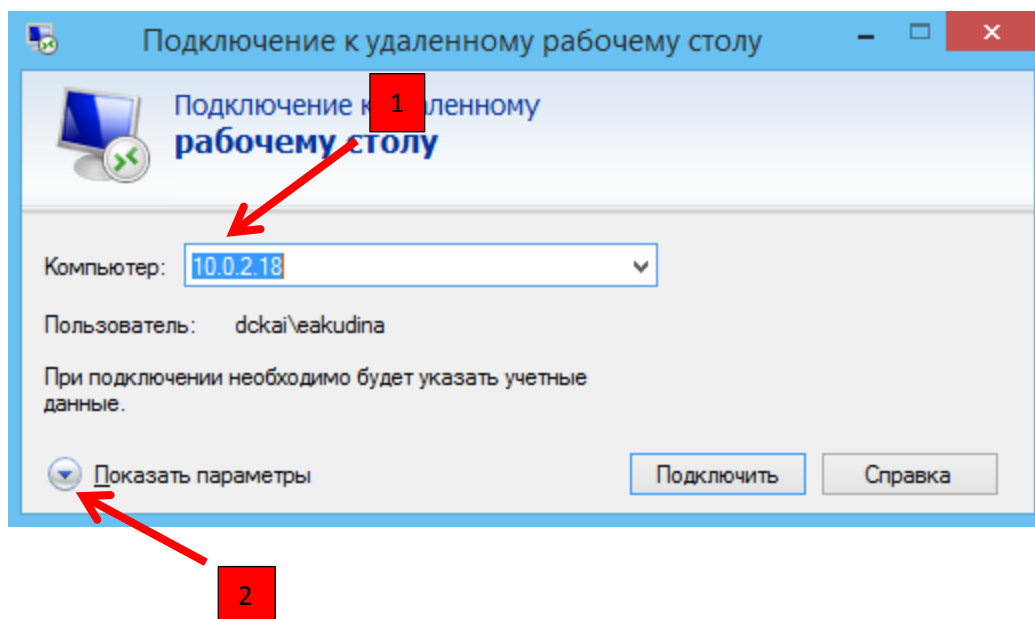 Подключение к удаленному рабочему столу
Подключение к ленному
1
рабочему столу
Компьютер: 10.0.2.18
Пользователь: dckai\eakudina
При подключении необходимо будет указать учетные
данные.
Показать параметры Подключить Справка
2